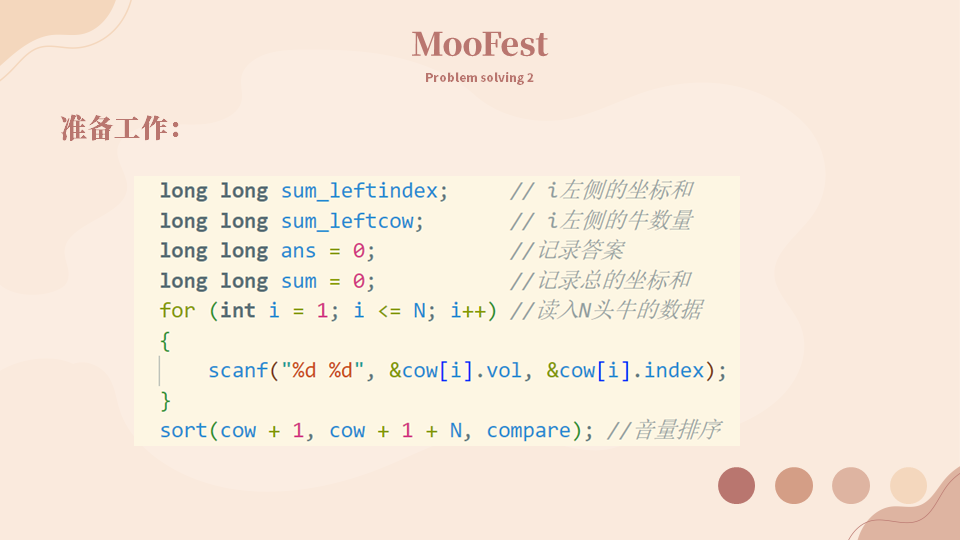 MooFest
Problem solving 2
准备工作：
long long sum_leftindex;     // i左侧的坐标和
long long sum_leftcow;       // i左侧的牛数量
long long ans = 0;           //记录答案
long long sum = 0;           //记录总的坐标和
for (int i = 1; i <= N; i++) //读入N头牛的数据
{
    scanf("%d %d", &cow[i].vol, &cow[i].index);
}
sort(cow + 1, cow + 1 + N, compare); //音量排序